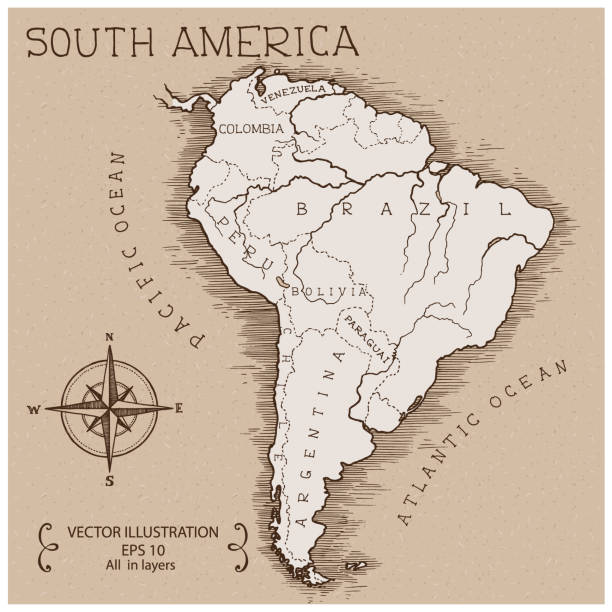 SOUTH AMERICA
VENEZUELA
COLOMBIA
PACIFIC OCEAN
BRAZIL
PERU
BOLIVIA
PARAGUAY
CHILE
ARGENTINA
ATLANTIC OCEAN
N
W E
S
VECTOR ILLUSTRATION
EPS 10
All in layers